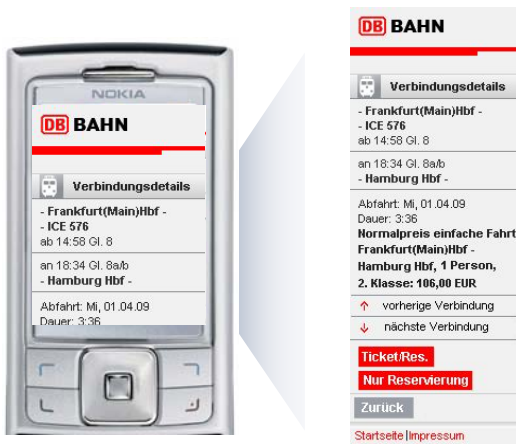 NOKIA
DB BAHN
Verbindungsdetails
- Frankfurt(Main)Hbf -
- ICE 576
ab 14:58 Gl. 8
an 18:34 Gl. 8a/b
- Hamburg Hbf -
Abfahrt: Mi, 01.04.09
Dauer: 3:36
DB BAHN
Verbindungsdetails
- Frankfurt(Main)Hbf -
- ICE 576
ab 14:58 Gl. 8
an 18:34 Gl. 8a/b
- Hamburg Hbf -
Abfahrt: Mi, 01.04.09
Dauer: 3:36
Normalpreis einfache Fahrt
Frankfurt(Main)Hbf -
Hamburg Hbf, 1 Person,
2. Klasse: 106,00 EUR
vorherige Verbindung
nächste Verbindung
Ticket/Res.
Nur Reservierung
Zurück
Startseite|Impressum